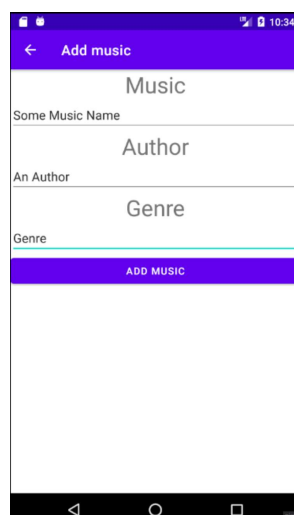 10:34
Add music
Music
Some Music Name
Author
An Author
Genre
Genre
ADD MUSIC